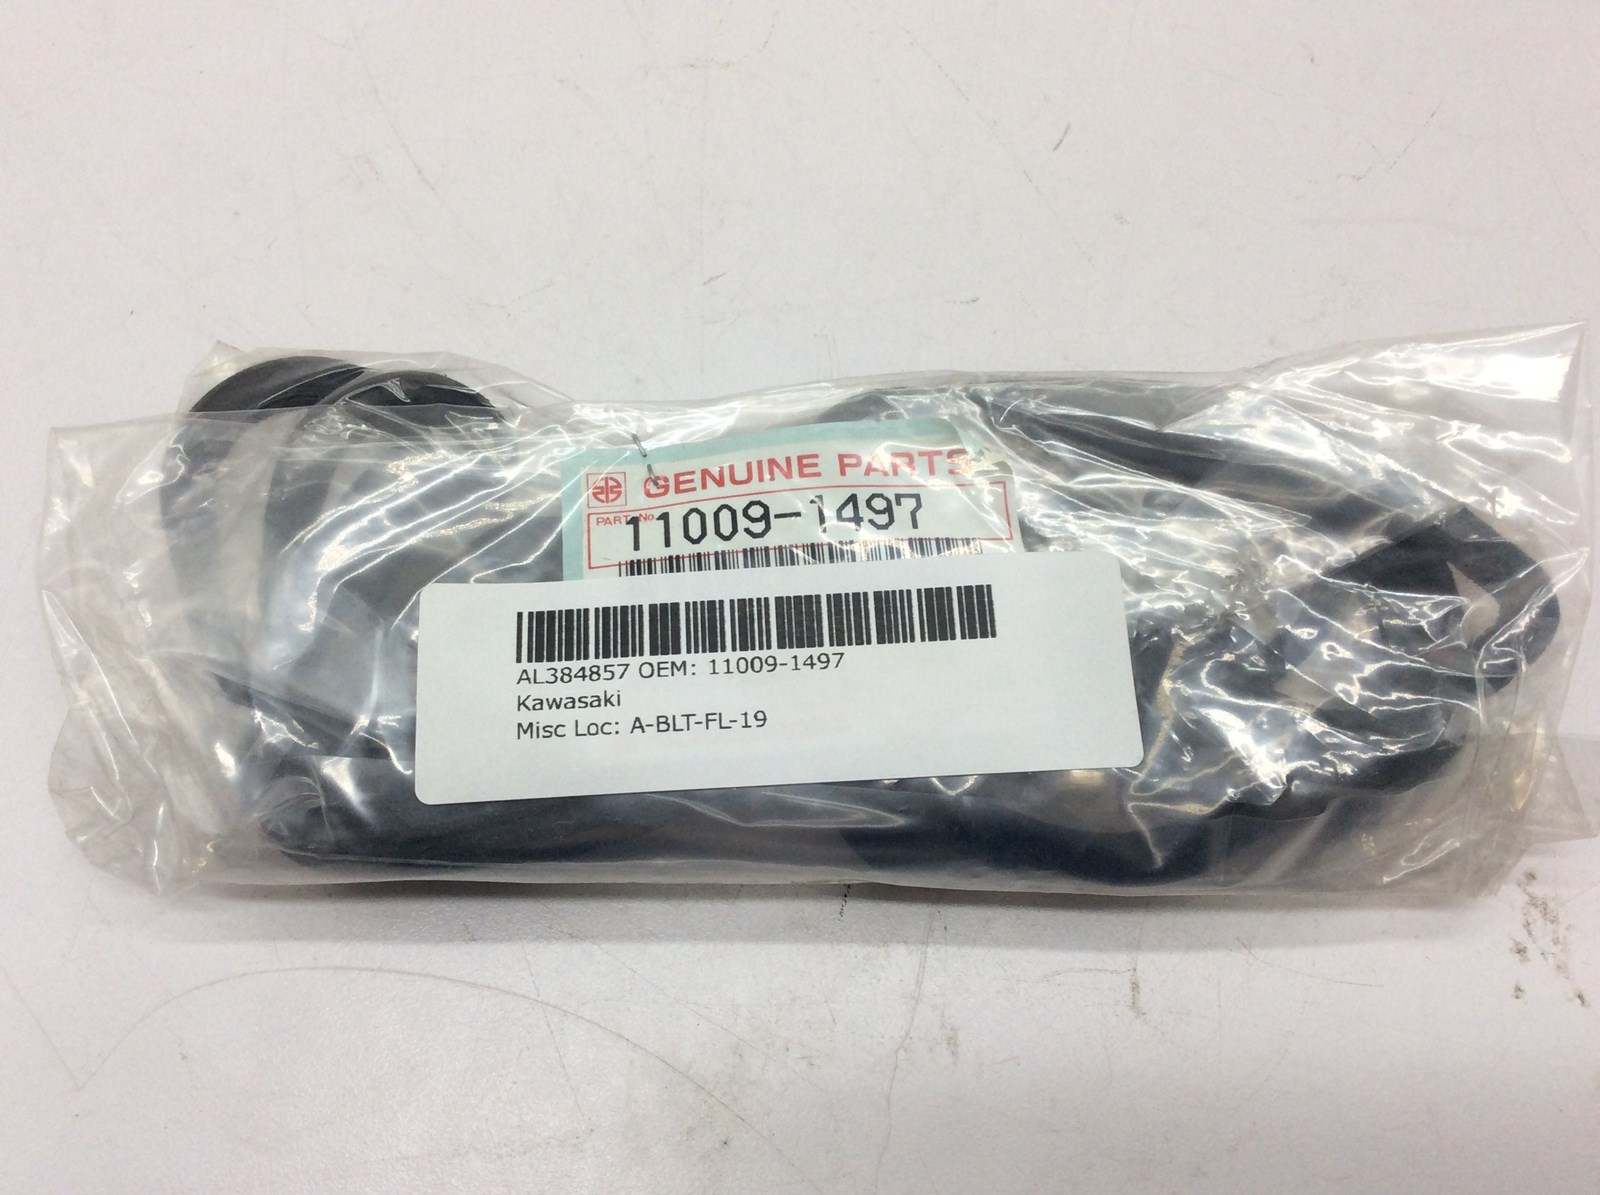 GENUINE PARTS
PART No.
11009-1497
AL384857 OEM: 11009-1497
Kawasaki
Misc Loc: A-BLT-FL-19